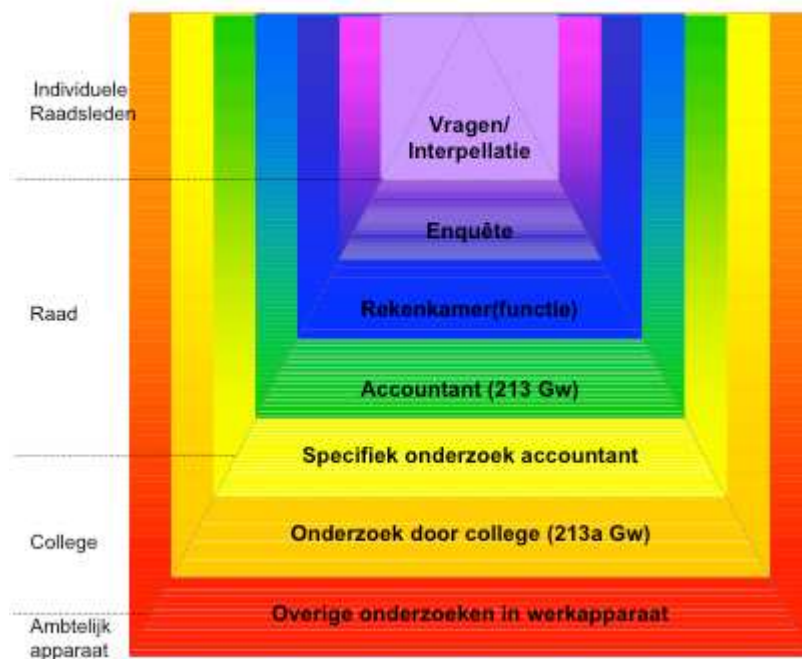 Individuele
Raadsleden
Vragen/
Interpellatie
Enquête
Raad
Rekenkamer(functie)
Accountant (213 Gw)
Specifiek onderzoek accountant
College
Onderzoek door college (213a Gw)
Overige onderzoeken in werkapparaat
Ambtelijk
apparaat